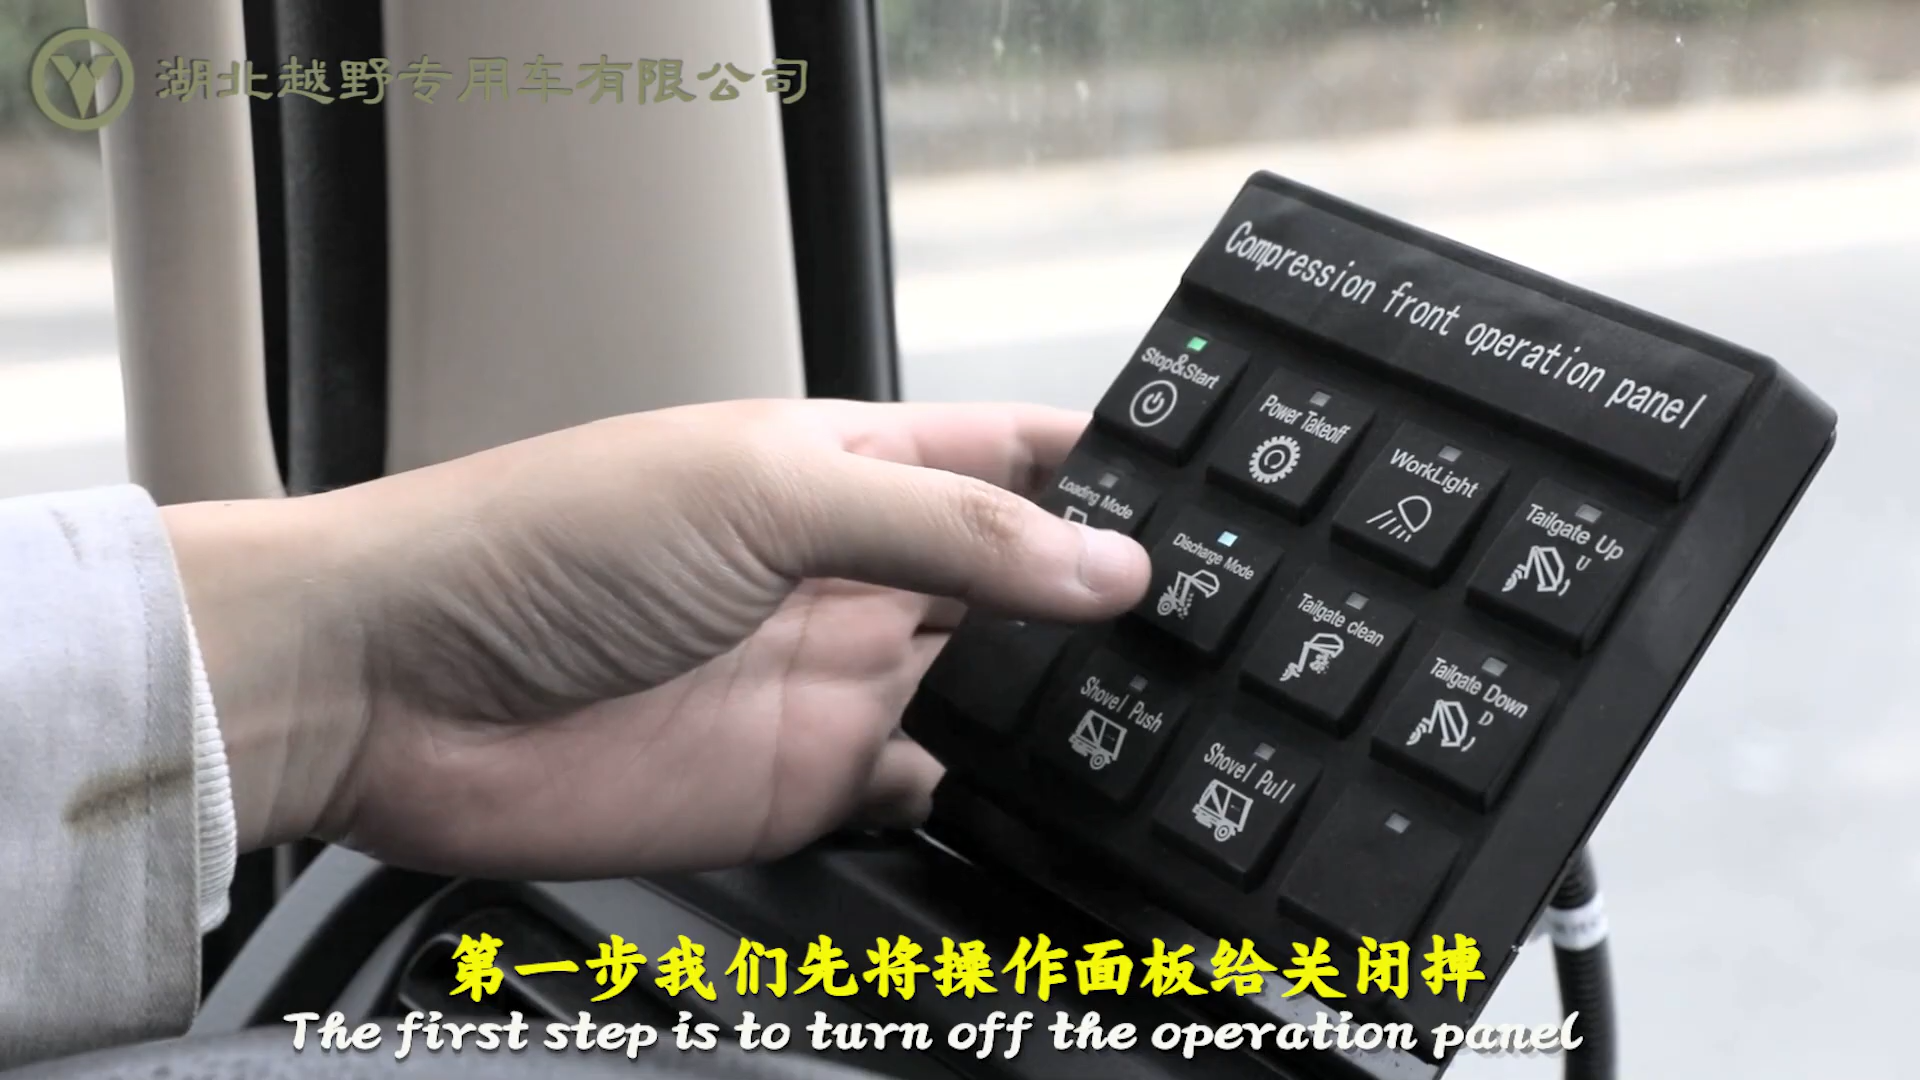 湖北越野专用车有限公司
Compression front operation panel
Stop&Start
Power Takeoff
WorkLight
Tailgate Up
U
Loading Mode
Discharge Mode
Tailgate clean
Tailgate Down
D
Shovel Push
Shovel Pull
第一步我们先将操作面板给关闭掉
The first step is to turn off the operation panel